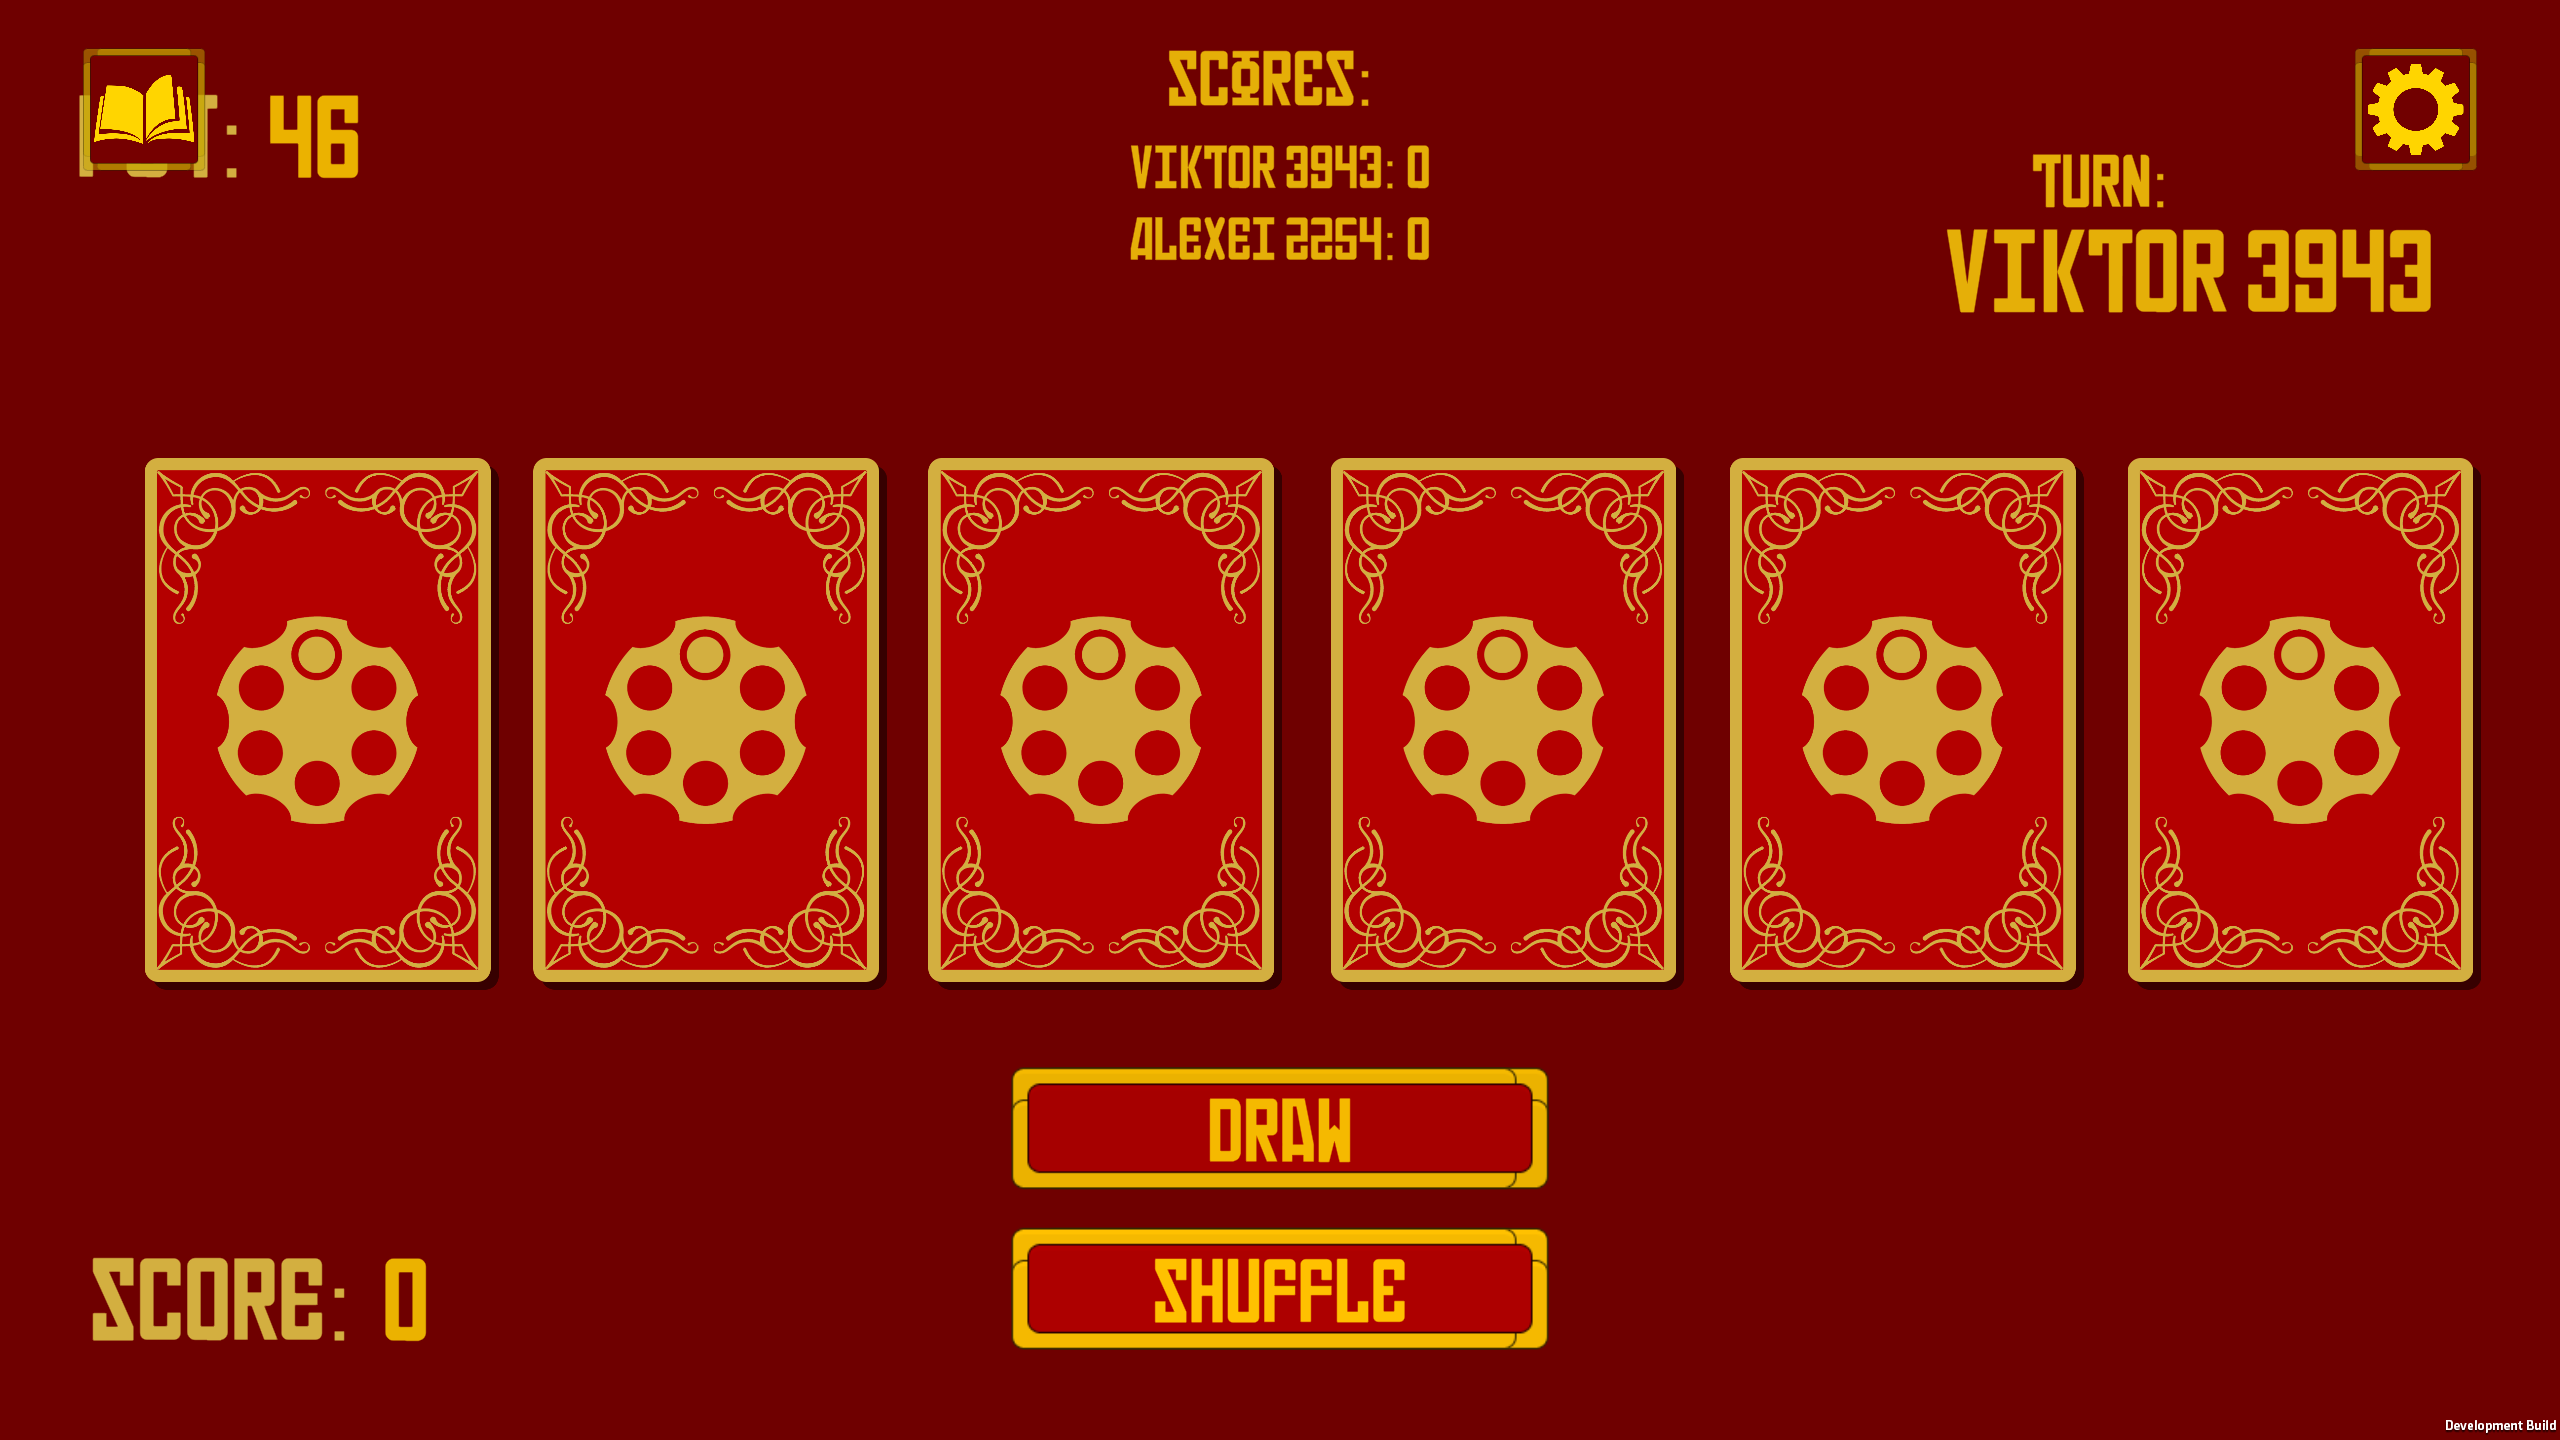 : 46
SCORES:
VIKTOR 3943: 0
ALEXEI 2254: 0
TURN:
VIKTOR 3943
DRAW
SHUFFLE
SCORE: 0
Development Build